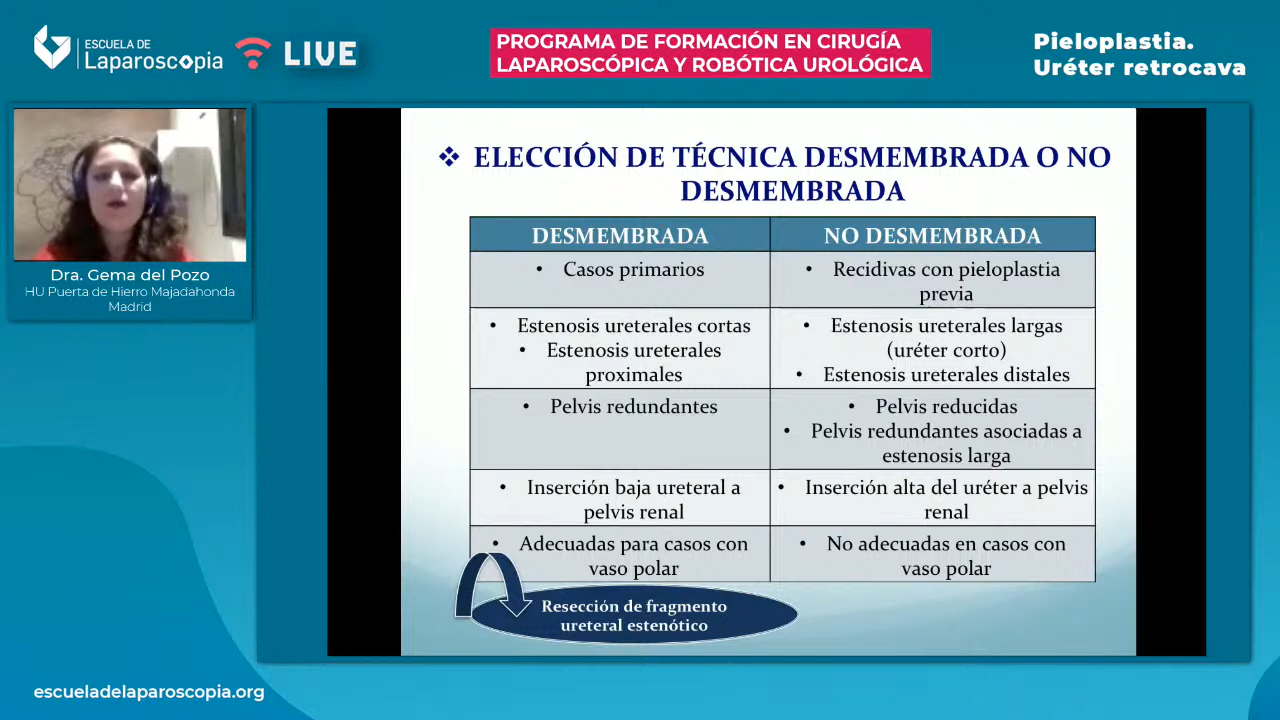 ESCUELA DE
Laparoscopia
LIVE
PROGRAMA DE FORMACIÓN EN CIRUGÍA
LAPAROSCÓPICA Y ROBÓTICA UROLÓGICA
Pieloplastia.
Uréter retrocava
Dra. Gema del Pozo
HU Puerta de Hierro Majadahonda
Madrid
❖ ELECCIÓN DE TÉCNICA DESMEMBRADA O NO
DESMEMBRADA
DESMEMBRADA
NO DESMEMBRADA
• Casos primarios
• Recidivas con pieloplastia
previa
• Estenosis ureterales cortas
• Estenosis ureterales
proximales
• Estenosis ureterales largas
(uréter corto)
• Estenosis ureterales distales
• Pelvis redundantes
• Pelvis reducidas
• Pelvis redundantes asociadas a
estenosis larga
• Inserción baja ureteral a
pelvis renal
• Inserción alta del uréter a pelvis
renal
• Adecuadas para casos con
vaso polar
• No adecuadas en casos con
vaso polar
Resección de fragmento
ureteral estenótico
escueladelaparoscopia.org